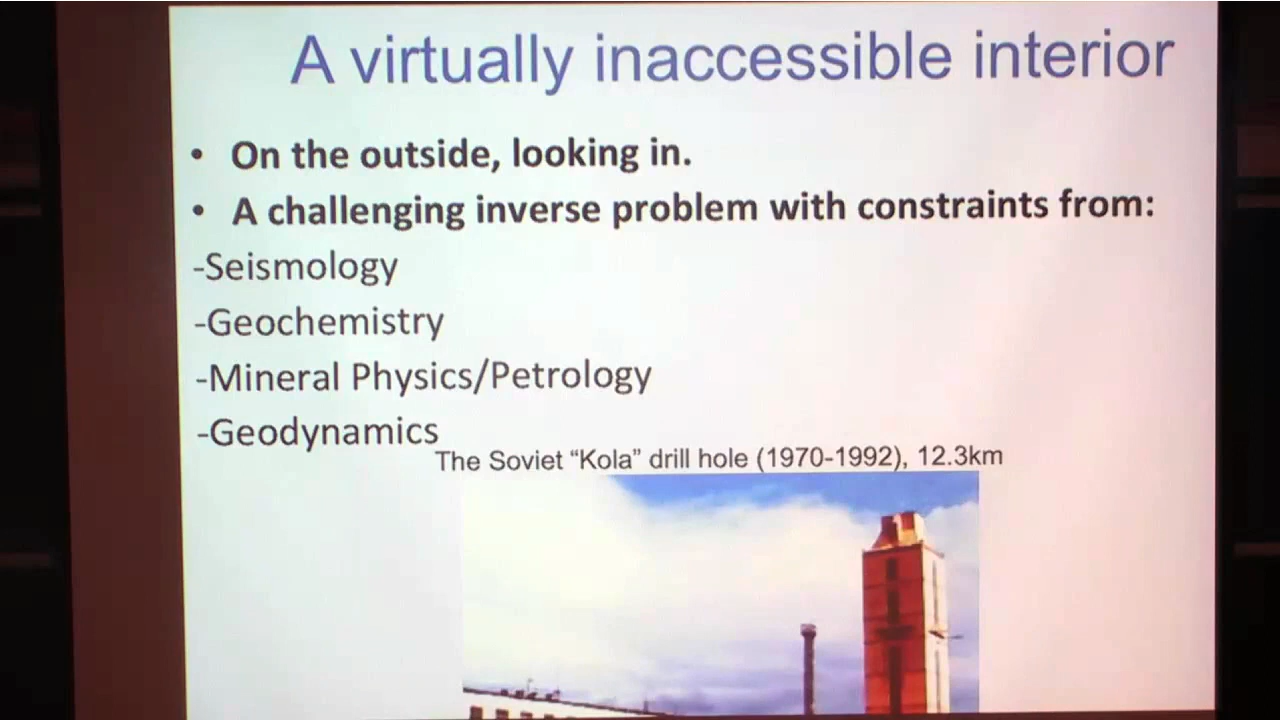 A virtually inaccessible interior
• On the outside, looking in.
• A challenging inverse problem with constraints from:
-Seismology
-Geochemistry
-Mineral Physics/Petrology
-Geodynamics
The Soviet “Kola” drill hole (1970-1992), 12.3km